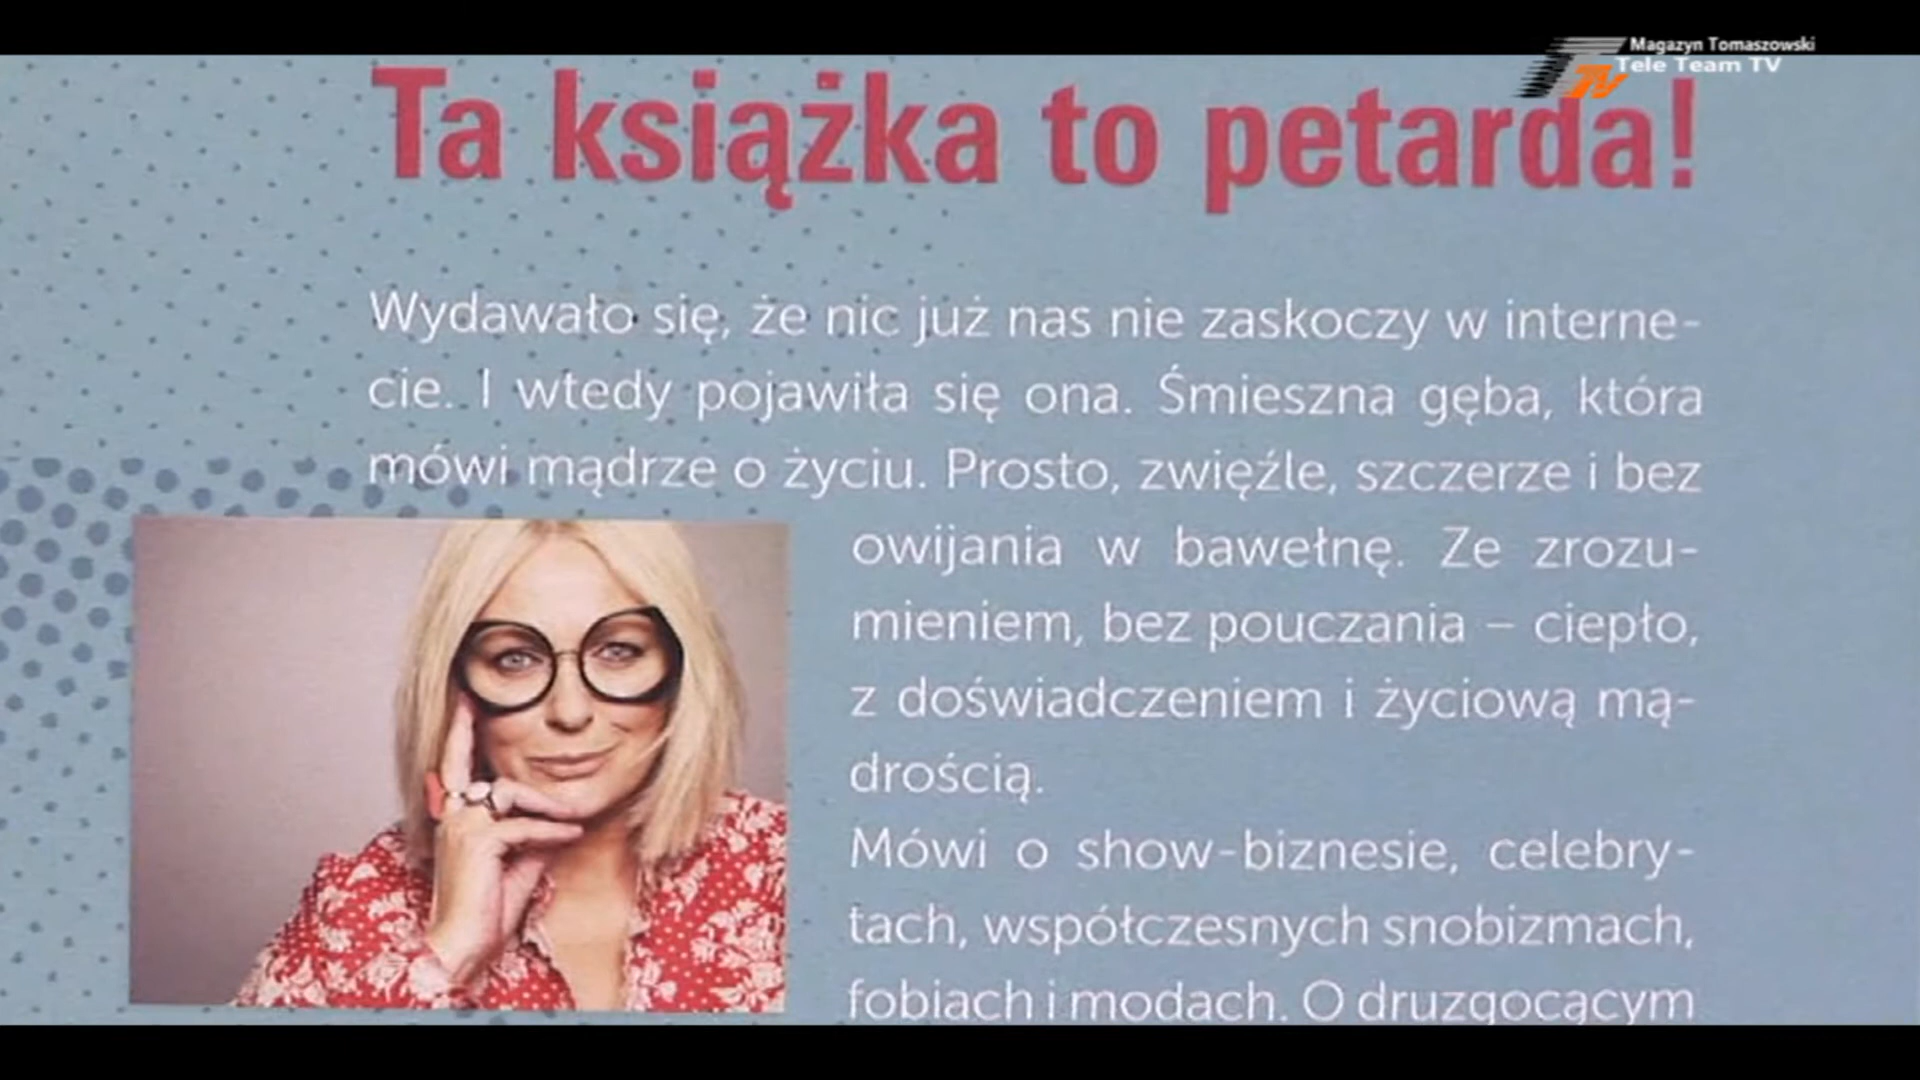 Magazyn Tomaszowski
Tele Team TV
TTV
Ta książka to petarda!
Wydawało się, że nic już nas nie zaskoczy w interne-
cie. I wtedy pojawiła się ona. Śmieszna gęba, która
mówi mądrze o życiu. Prosto, zwięźle, szczerze i bez
owijania w bawełnę. Ze zrozu-
mieniem, bez pouczania – ciepło,
z doświadczeniem i życiową mą-
drością.
Mówi o show-biznesie, celebry-
tach, współczesnych snobizmach,
fobiach i modach. O druzgocącym